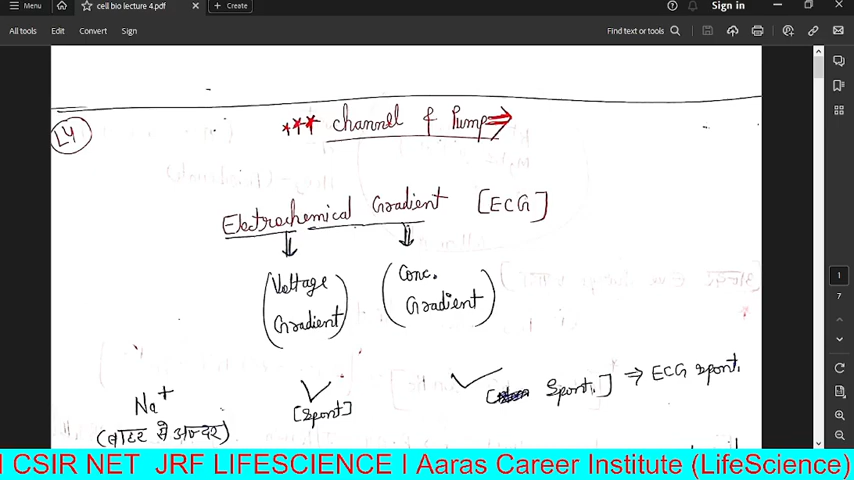 Menu
cell bio lecture 4.pdf
Create
Sign in
All tools Edit Convert Sign
Find text or tools
L4
*** Channel & Pump
Electrochemical Gradient [ECG]
(Voltage Gradient) (Conc. Gradient)
Na+ [Spont] [Spont.] ⇒ ECG spont.
(बाहर से अन्दर)
1
7
I CSIR NET JRF LIFESCIENCE I Aaras Career Institute (LifeScience)